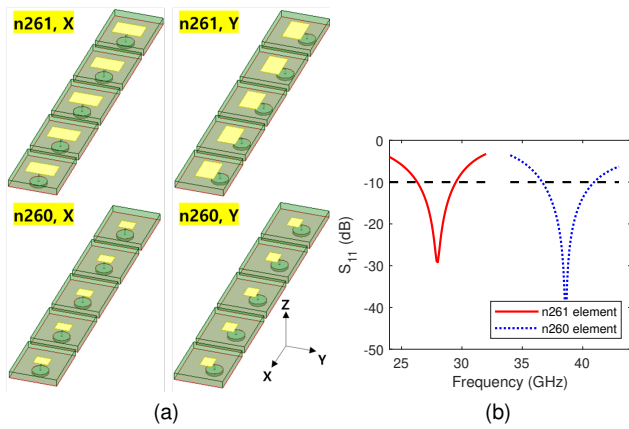 n261, X
n261, Y
n260, X
n260, Y
Z
Y
X
(a)
0
-10
-20
-30
-40
-50
S11 (dB)
n261 element
n260 element
25
30
35
40
Frequency (GHz)
(b)